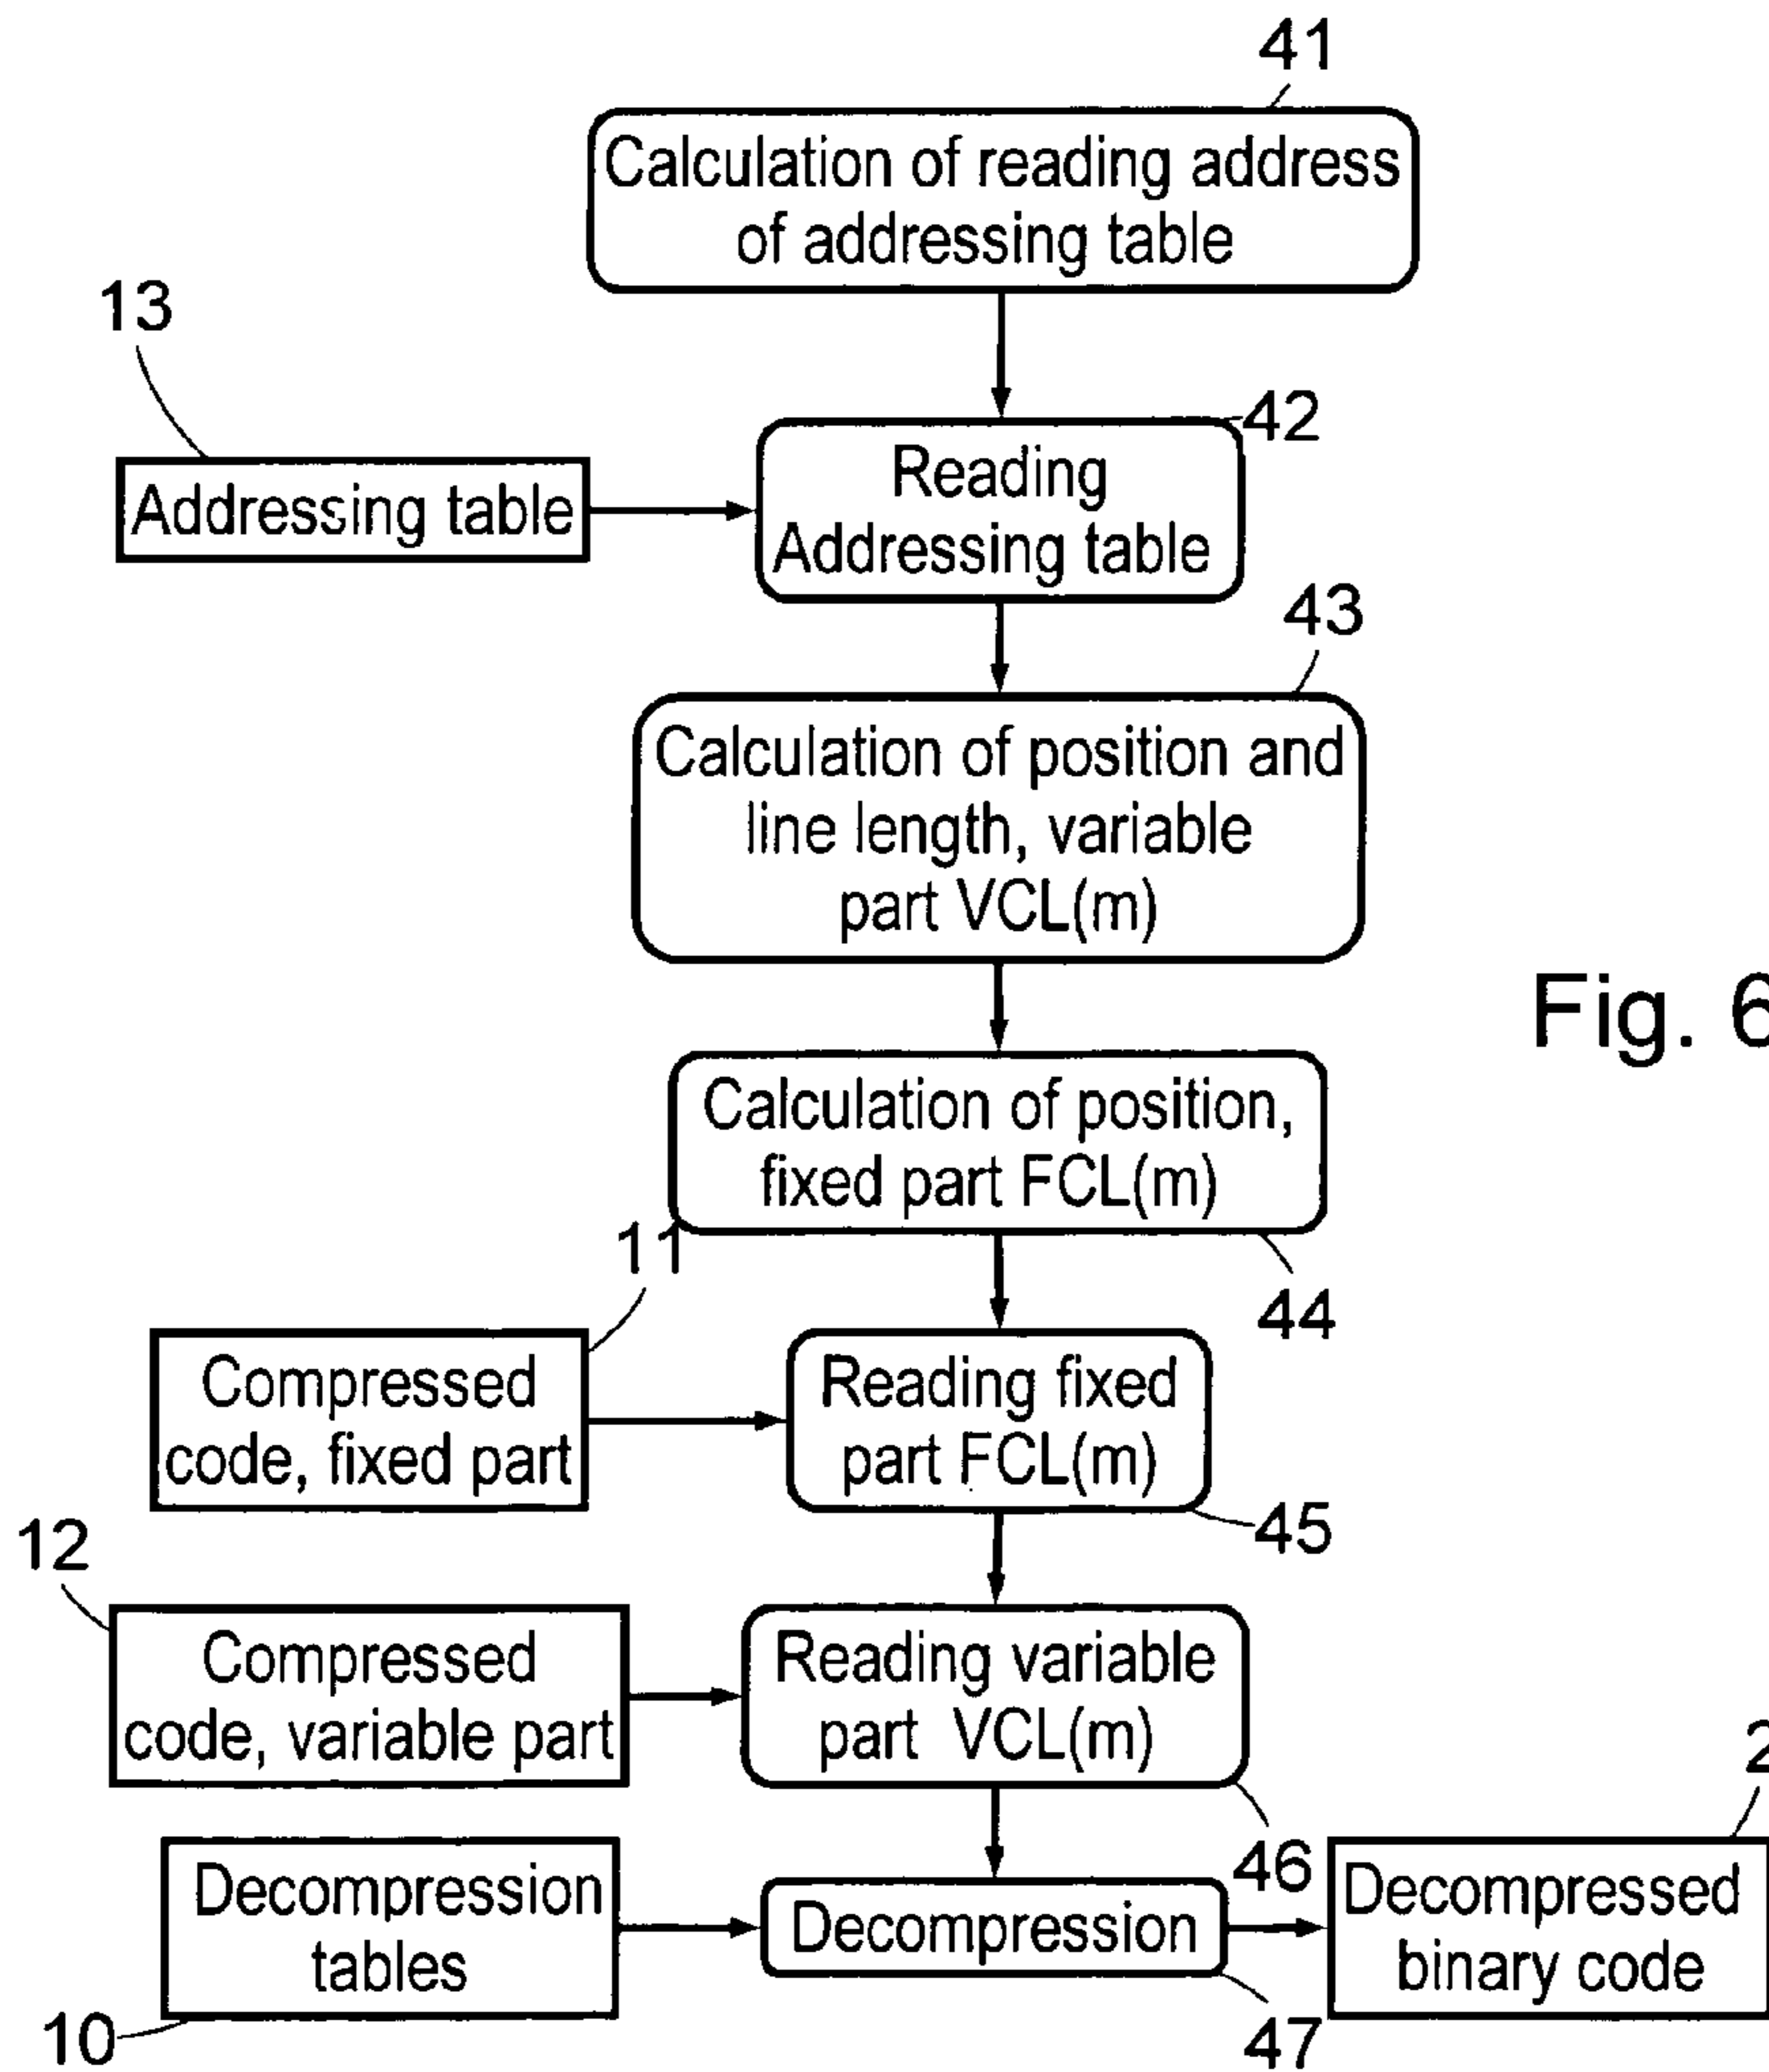 41
Calculation of reading address
of addressing table
13
42
Addressing table
Reading
Addressing table
43
Calculation of position and
line length, variable
part VCL(m)
Fig. 6
Calculation of position,
fixed part FCL(m)
11
44
Compressed
code, fixed part
Reading fixed
part FCL(m)
45
12
Compressed
code, variable part
Reading variable
part VCL(m)
2
46
Decompression
tables
Decompression
Decompressed
binary code
10
47